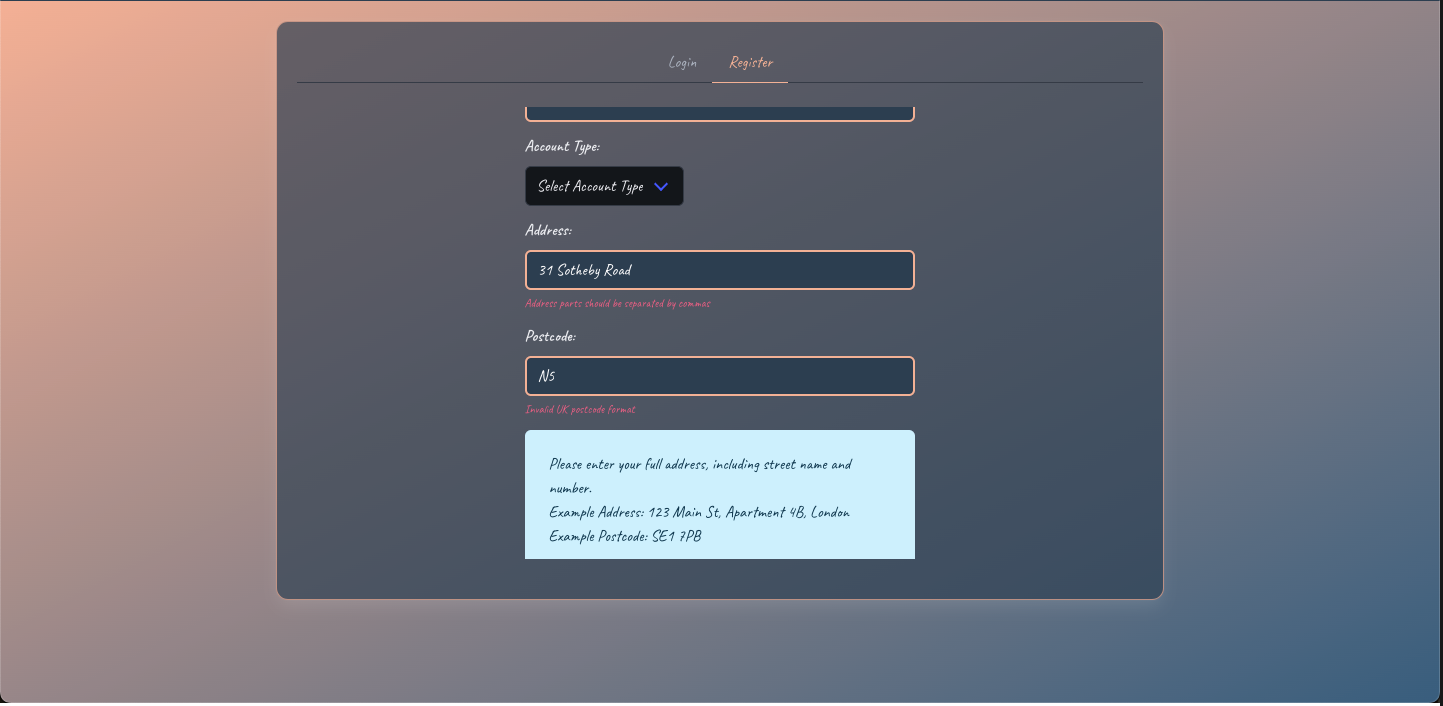 Login Register
Account Type:
Select Account Type
Address:
31 Sotheby Road
Address parts should be separated by commas
Postcode:
N5
Invalid UK postcode format
Please enter your full address, including street name and
number.
Example Address: 123 Main St, Apartment 4B, London
Example Postcode: SE1 7PB